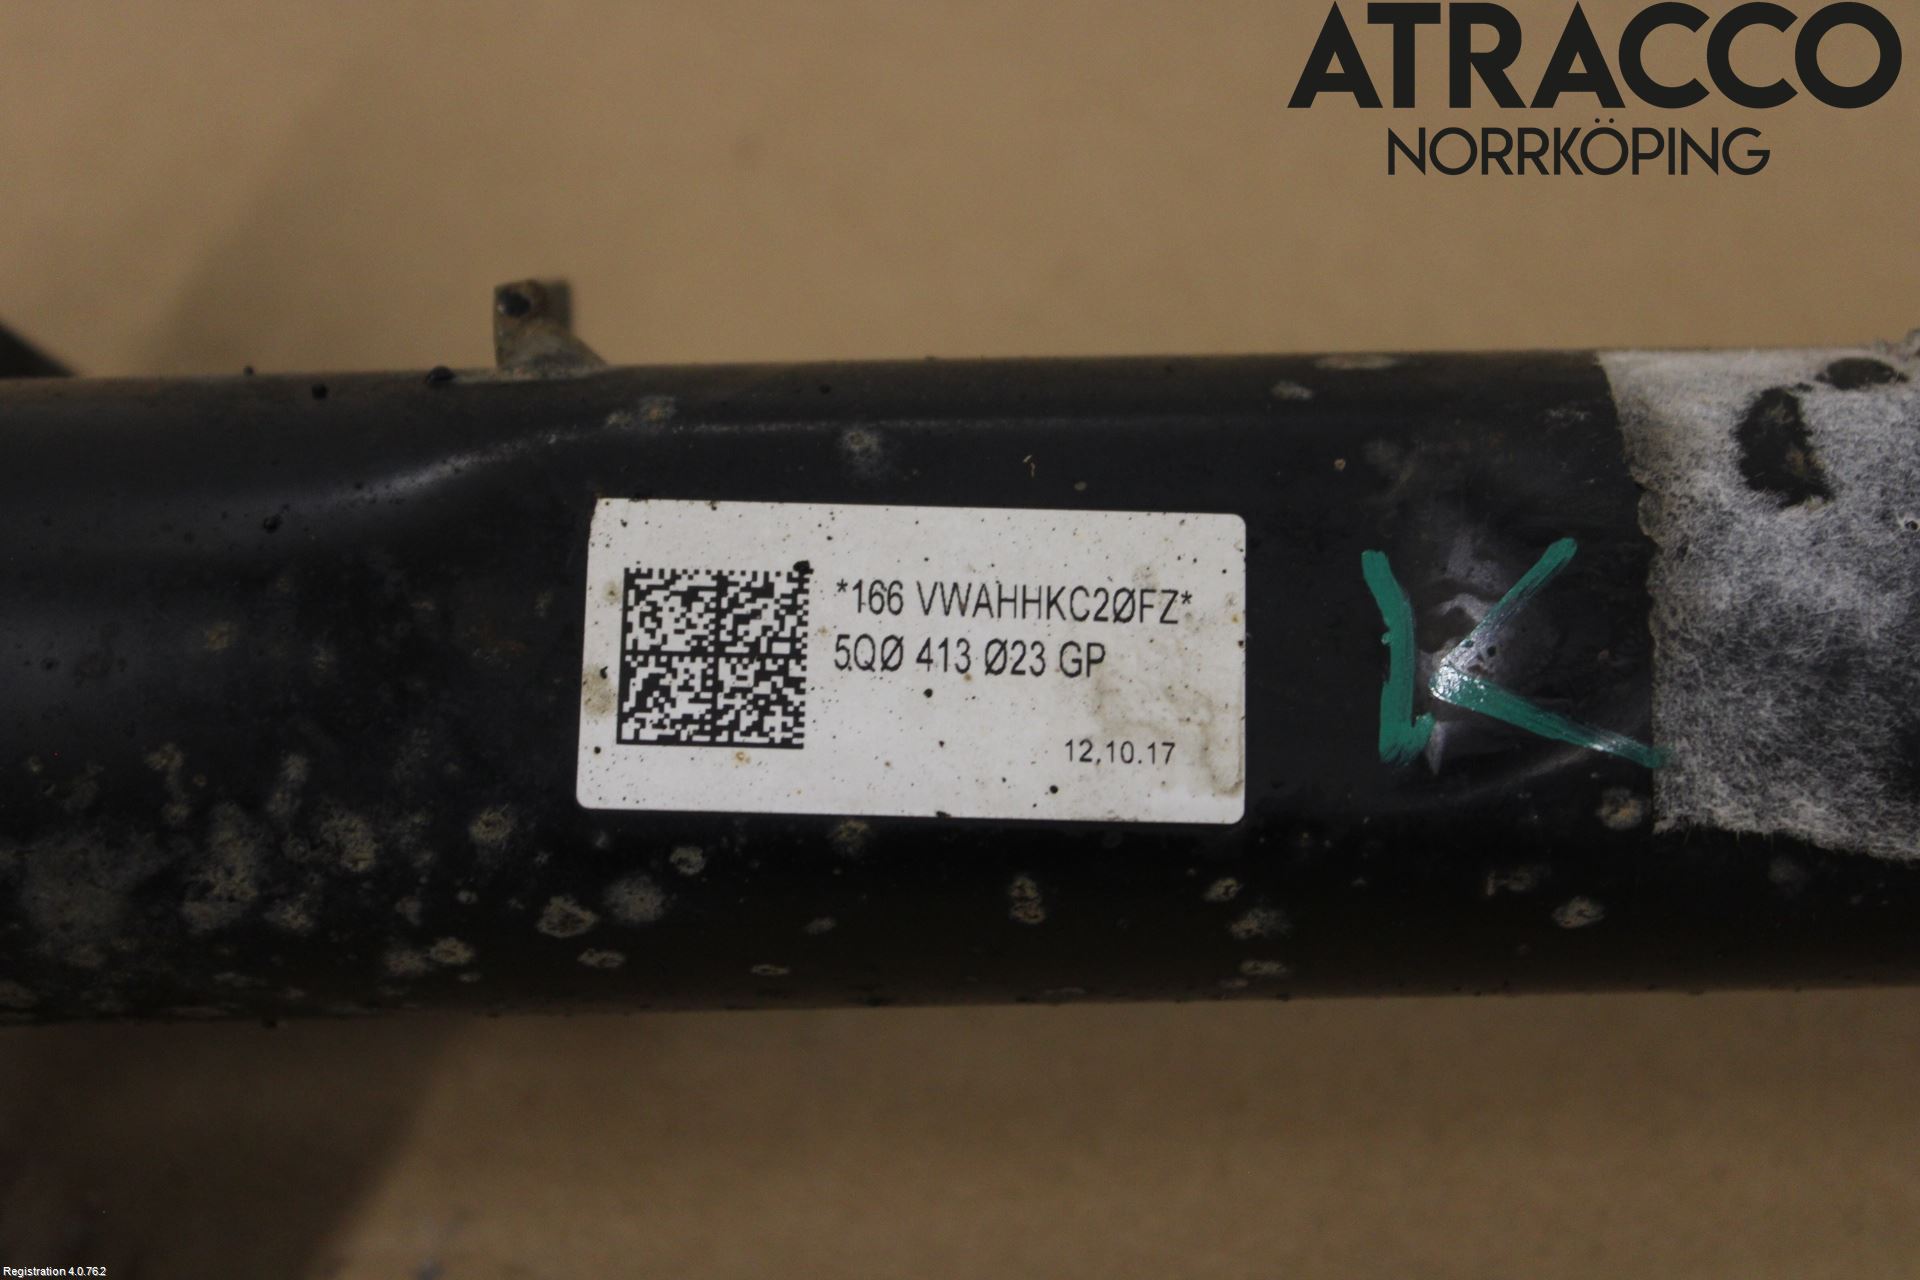 ATRACCO
NORRKÖPING
*166 VWAHHKC2ØFZ*
5QØ 413 Ø23 GP
12.10.17
K
Registration 4.0.76.2